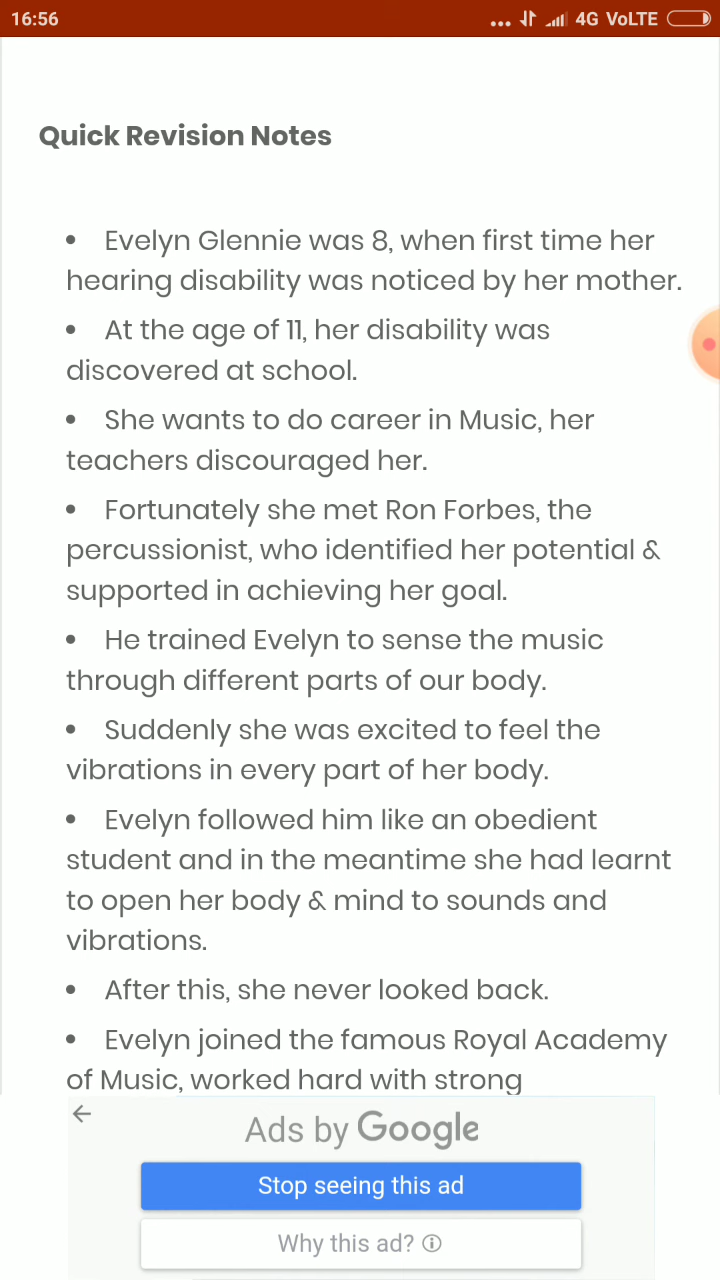 16:56
... 4G VoLTE
Quick Revision Notes
• Evelyn Glennie was 8, when first time her
hearing disability was noticed by her mother.
• At the age of 11, her disability was
discovered at school.
• She wants to do career in Music, her
teachers discouraged her.
• Fortunately she met Ron Forbes, the
percussionist, who identified her potential &
supported in achieving her goal.
• He trained Evelyn to sense the music
through different parts of our body.
• Suddenly she was excited to feel the
vibrations in every part of her body.
• Evelyn followed him like an obedient
student and in the meantime she had learnt
to open her body & mind to sounds and
vibrations.
• After this, she never looked back.
• Evelyn joined the famous Royal Academy
of Music, worked hard with strong
Ads by Google
Stop seeing this ad
Why this ad?